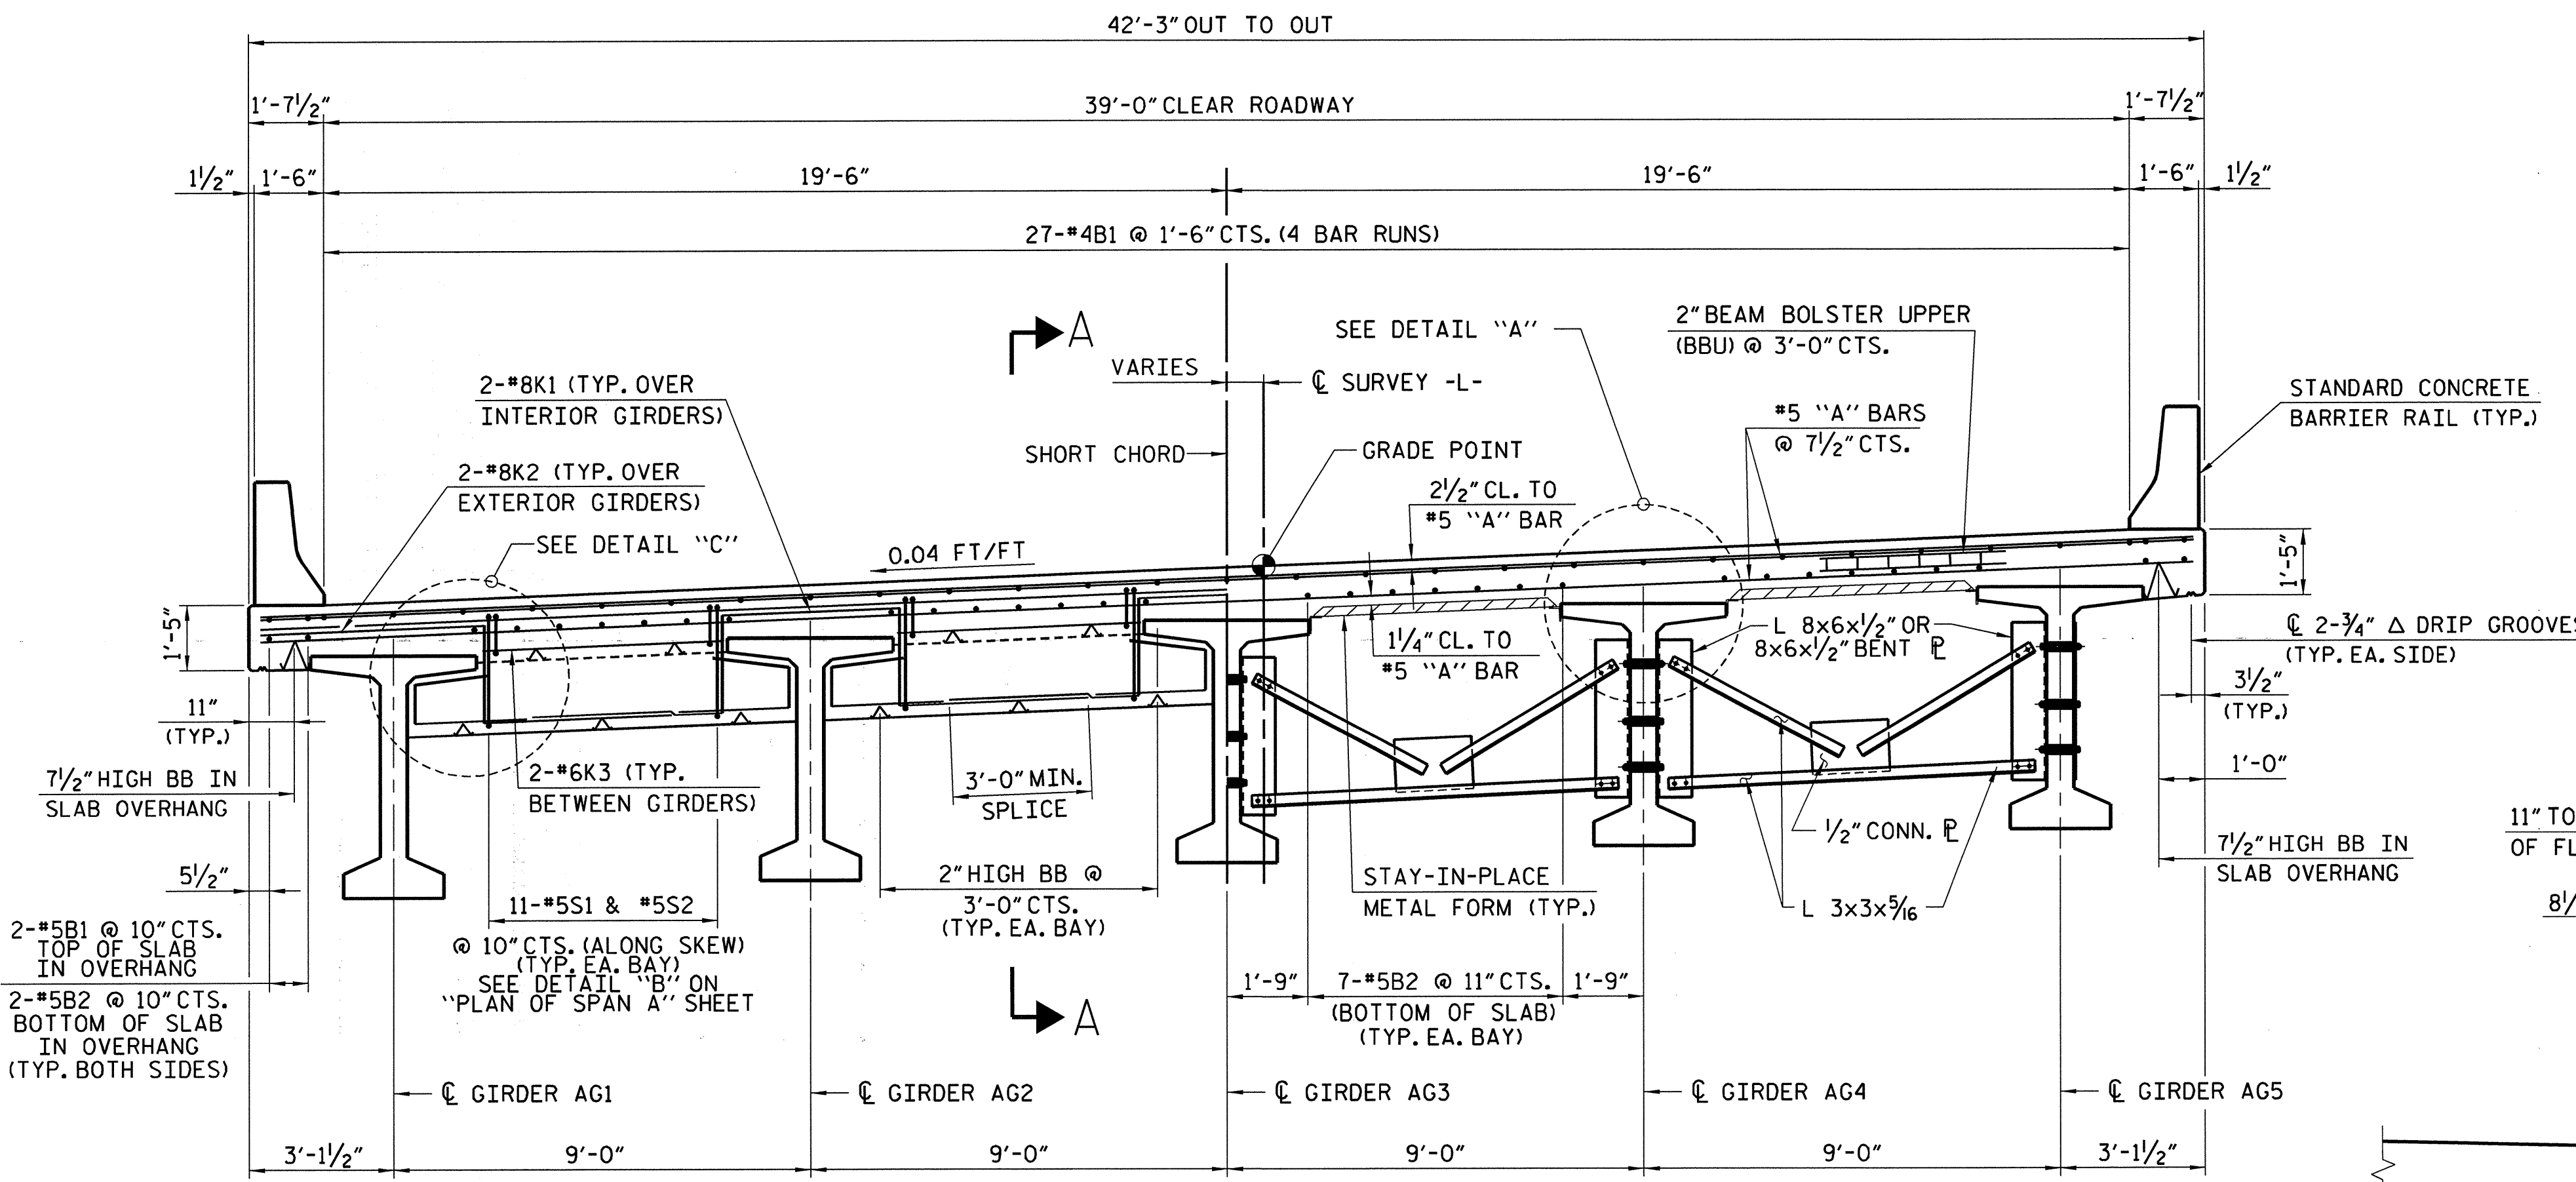 42'-3" OUT TO OUT
1'-7½"
39'-0" CLEAR ROADWAY
1'-7½"
1½"
1'-6"
19'-6"
19'-6"
1'-6"
1½"
27-#4B1 @ 1'-6" CTS. (4 BAR RUNS)
A
SEE DETAIL "A"
2" BEAM BOLSTER UPPER
(BBU) @ 3'-0" CTS.
VARIES
℄ SURVEY -L-
2-#8K1 (TYP. OVER
INTERIOR GIRDERS)
#5 "A" BARS
@ 7½" CTS.
STANDARD CONCRETE
BARRIER RAIL (TYP.)
SHORT CHORD
GRADE POINT
2-#8K2 (TYP. OVER
EXTERIOR GIRDERS)
2½" CL. TO
#5 "A" BAR
SEE DETAIL "C"
0.04 FT/FT
1'-5"
1'-5"
1¼" CL. TO
#5 "A" BAR
L 8x6x½" OR
8x6x½" BENT ℙL
℄ 2-¾" Δ DRIP GROOVES
(TYP. EA. SIDE)
11"
(TYP.)
3½"
(TYP.)
7½" HIGH BB IN
SLAB OVERHANG
2-#6K3 (TYP.
BETWEEN GIRDERS)
3'-0" MIN.
SPLICE
1'-0"
½" CONN. ℙL
11" TO
OF FL
7½" HIGH BB IN
SLAB OVERHANG
5½"
2" HIGH BB @
3'-0" CTS.
(TYP. EA. BAY)
STAY-IN-PLACE
METAL FORM (TYP.)
L 3x3x5/16
8½
11-#5S1 & #5S2
@ 10" CTS. (ALONG SKEW)
(TYP. EA. BAY)
SEE DETAIL "B" ON
"PLAN OF SPAN A" SHEET
2-#5B1 @ 10" CTS.
TOP OF SLAB
IN OVERHANG
2-#5B2 @ 10" CTS.
BOTTOM OF SLAB
IN OVERHANG
(TYP. BOTH SIDES)
1'-9"
7-#5B2 @ 11" CTS.
(BOTTOM OF SLAB)
(TYP. EA. BAY)
1'-9"
A
℄ GIRDER AG1
℄ GIRDER AG2
℄ GIRDER AG3
℄ GIRDER AG4
℄ GIRDER AG5
3'-1½"
9'-0"
9'-0"
9'-0"
9'-0"
3'-1½"